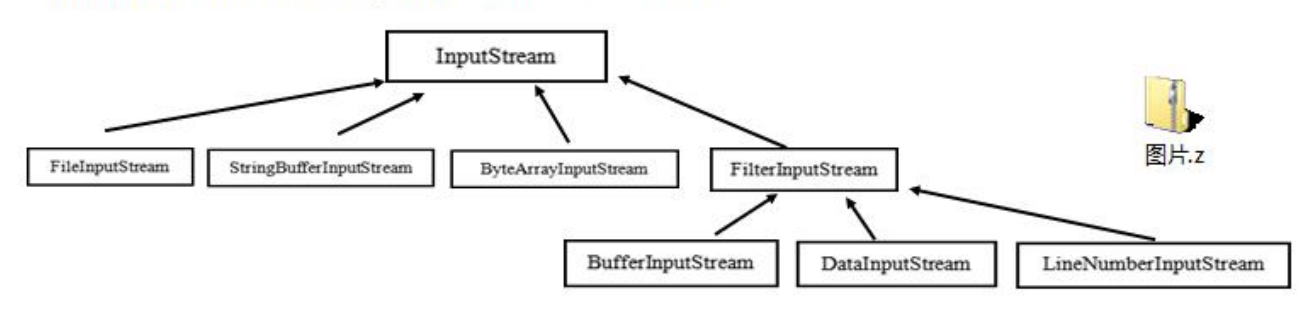 InputStream
图片.z
FileInputStream
StringBufferInputStream
ByteArrayInputStream
FilterInputStream
BufferInputStream
DataInputStream
LineNumberInputStream